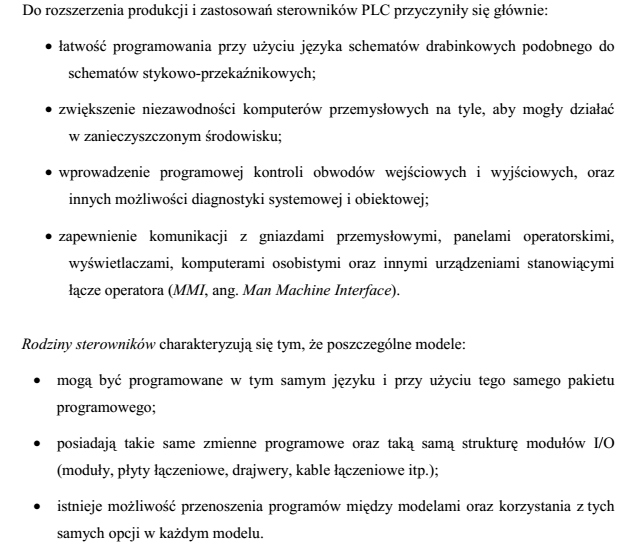 Do rozszerzenia produkcji i zastosowań sterowników PLC przyczyniły się głównie:
• łatwość programowania przy użyciu języka schematów drabinkowych podobnego do
schematów stykowo-przekaźnikowych;
• zwiększenie niezawodności komputerów przemysłowych na tyle, aby mogły działać
w zanieczyszczonym środowisku;
• wprowadzenie programowej kontroli obwodów wejściowych i wyjściowych, oraz
innych możliwości diagnostyki systemowej i obiektowej;
• zapewnienie komunikacji z gniazdami przemysłowymi, panelami operatorskimi,
wyświetlaczami, komputerami osobistymi oraz innymi urządzeniami stanowiącymi
łącze operatora (MMI, ang. Man Machine Interface).
Rodziny sterowników charakteryzują się tym, że poszczególne modele:
• mogą być programowane w tym samym języku i przy użyciu tego samego pakietu
programowego;
• posiadają takie same zmienne programowe oraz taką samą strukturę modułów I/O
(moduły, płyty łączeniowe, drajwery, kable łączeniowe itp.);
• istnieje możliwość przenoszenia programów między modelami oraz korzystania z tych
samych opcji w każdym modelu.